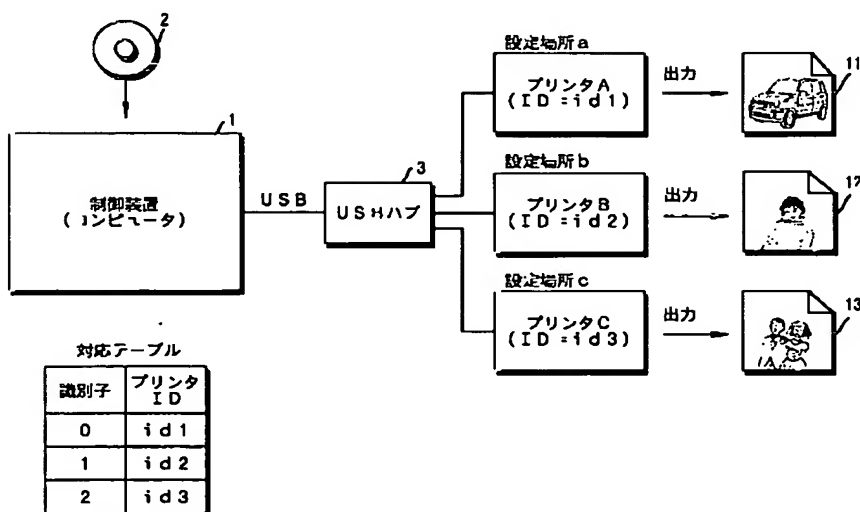 2
1
制御装置
(コンピュータ)
USB
3
USBハブ
設定場所a
プリンタA
(ID=id1)
出力
11
設定場所b
プリンタB
(ID=id2)
出力
12
設定場所c
プリンタC
(ID=id3)
出力
13
対応テーブル
識別子
プリンタ
ID
0
id1
1
id2
2
id3